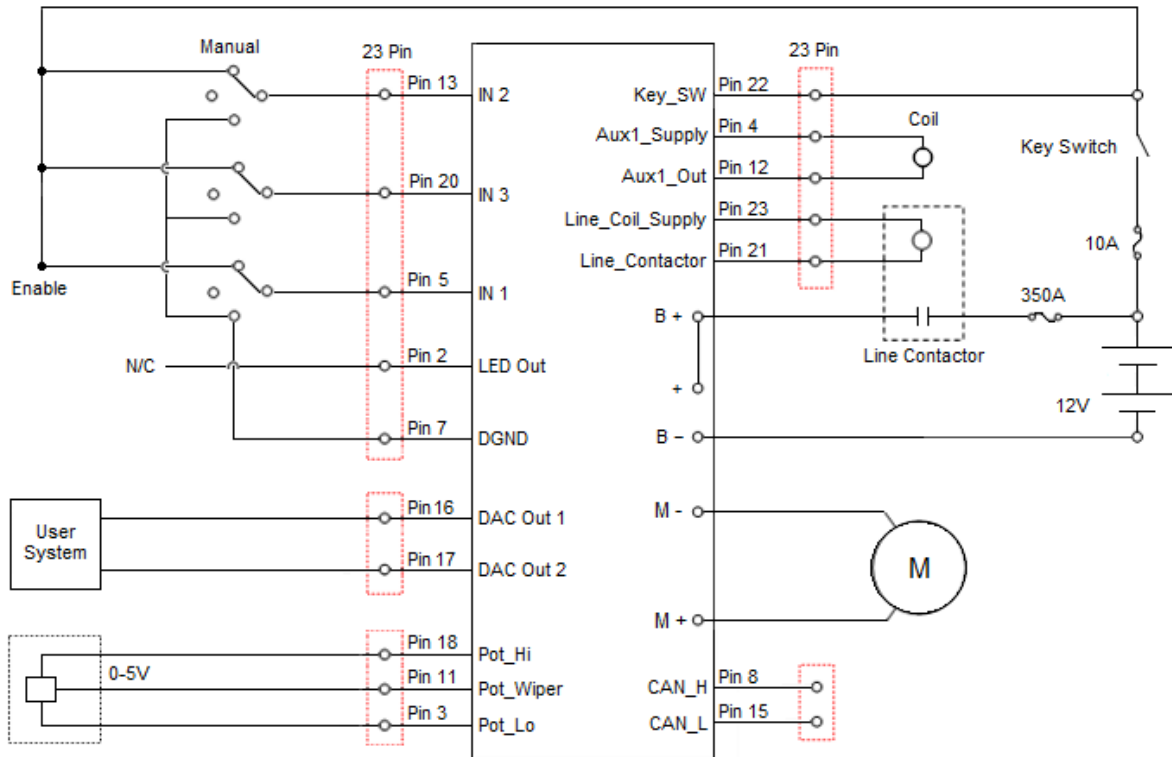 Manual
23 Pin
Pin 13
IN 2
Pin 20
IN 3
Enable
Pin 5
IN 1
N/C
Pin 2
LED Out
Pin 7
DGND
User
System
Pin 16
DAC Out 1
Pin 17
DAC Out 2
0-5V
Pin 18
Pot_Hi
Pin 11
Pot_Wiper
Pin 3
Pot_Lo
23 Pin
Key_SW
Pin 22
Aux1_Supply
Pin 4
Coil
Key Switch
Aux1_Out
Pin 12
Line_Coil_Supply
Pin 23
10A
Line_Contactor
Pin 21
350A
B +
Line Contactor
+
12V
B -
M -
M
M +
CAN_H
Pin 8
CAN_L
Pin 15